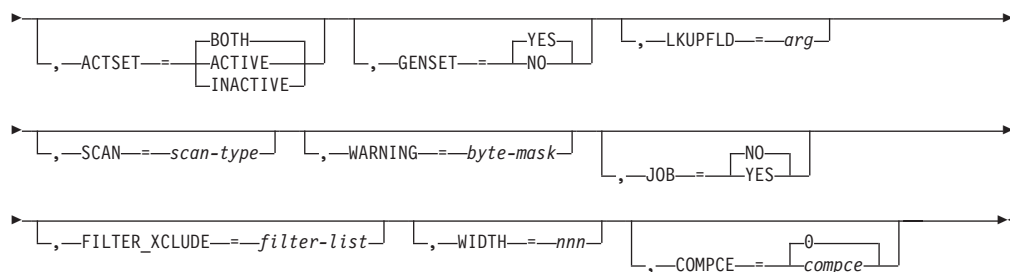 BOTH YES , LKUPFLD = arg
, ACTSET = ACTIVE , GENSET = NO
INACTIVE
NO
, SCAN = scan-type , WARNING = byte-mask , JOB = YES
0
, FILTER_XCLUDE = filter-list , WIDTH = nnn , COMPCE = compce